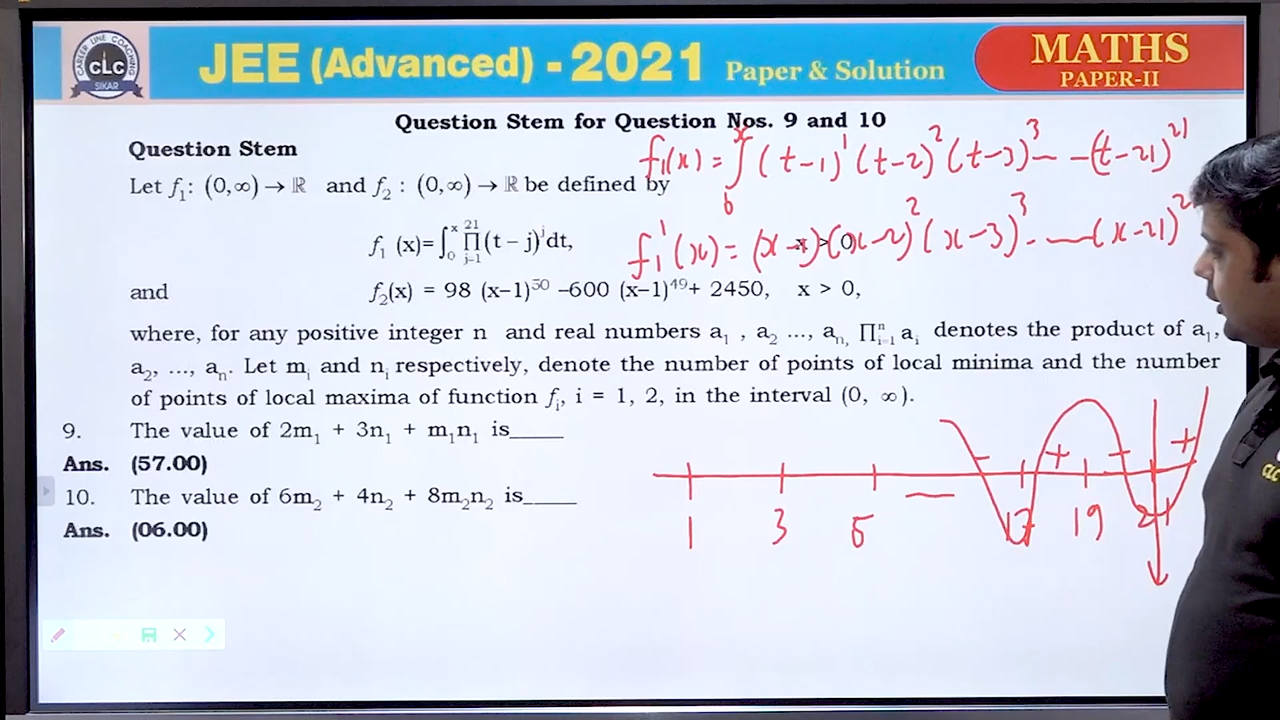 CAREER LINE COACHING
CLC
SIKAR
JEE (Advanced) - 2021 Paper & Solution
MATHS
PAPER-II
Question Stem for Question Nos. 9 and 10
Question Stem
Let f₁: (0,∞) → ℝ and f₂ : (0,∞) → ℝ be defined by
f₁ (x)=∫₀ˣ ∏ʲ₌₁²¹ (t – j)ʲdt, x > 0,
and f₂(x) = 98 (x–1)⁵⁰ –600 (x–1)⁴⁹+ 2450, x > 0,
where, for any positive integer n and real numbers a₁ , a₂ ..., aₙ, ∏ⁿᵢ₌₁ aᵢ denotes the product of a₁,
a₂, ..., aₙ. Let mᵢ and nᵢ respectively, denote the number of points of local minima and the number
of points of local maxima of function fᵢ, i = 1, 2, in the interval (0, ∞).
9. The value of 2m₁ + 3n₁ + m₁n₁ is_____
Ans. (57.00)
10. The value of 6m₂ + 4n₂ + 8m₂n₂ is_____
Ans. (06.00)
f₁(x) = ∫₀ˣ (t-1)¹ (t-2)² (t-3)³ - - - (t-21)²¹
f₁'(x) = (x-1)(x-2)² (x-3)³ - - - (x-21)²¹
- + - +
1 3 5 — 17 19 21